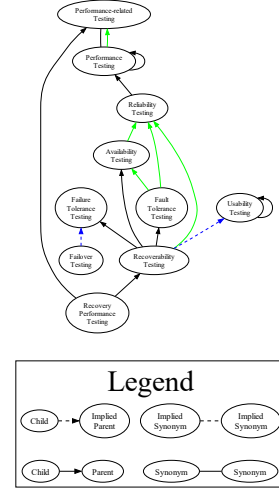 Performance-related
Testing
Performance
Testing
Reliability
Testing
Availability
Testing
Failure
Tolerance
Testing
Fault
Tolerance
Testing
Usability
Testing
Failover
Testing
Recoverability
Testing
Recovery
Performance
Testing
Legend
Child
Implied
Parent
Implied
Synonym
Implied
Synonym
Child
Parent
Synonym
Synonym